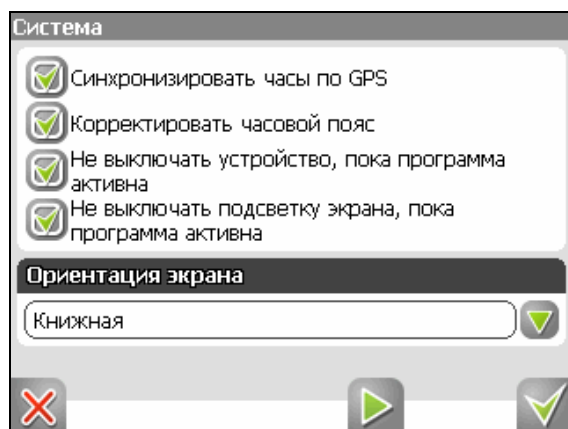 Система
Синхронизировать часы по GPS
Корректировать часовой пояс
Не выключать устройство, пока программа
активна
Не выключать подсветку экрана, пока
программа активна
Ориентация экрана
Книжная